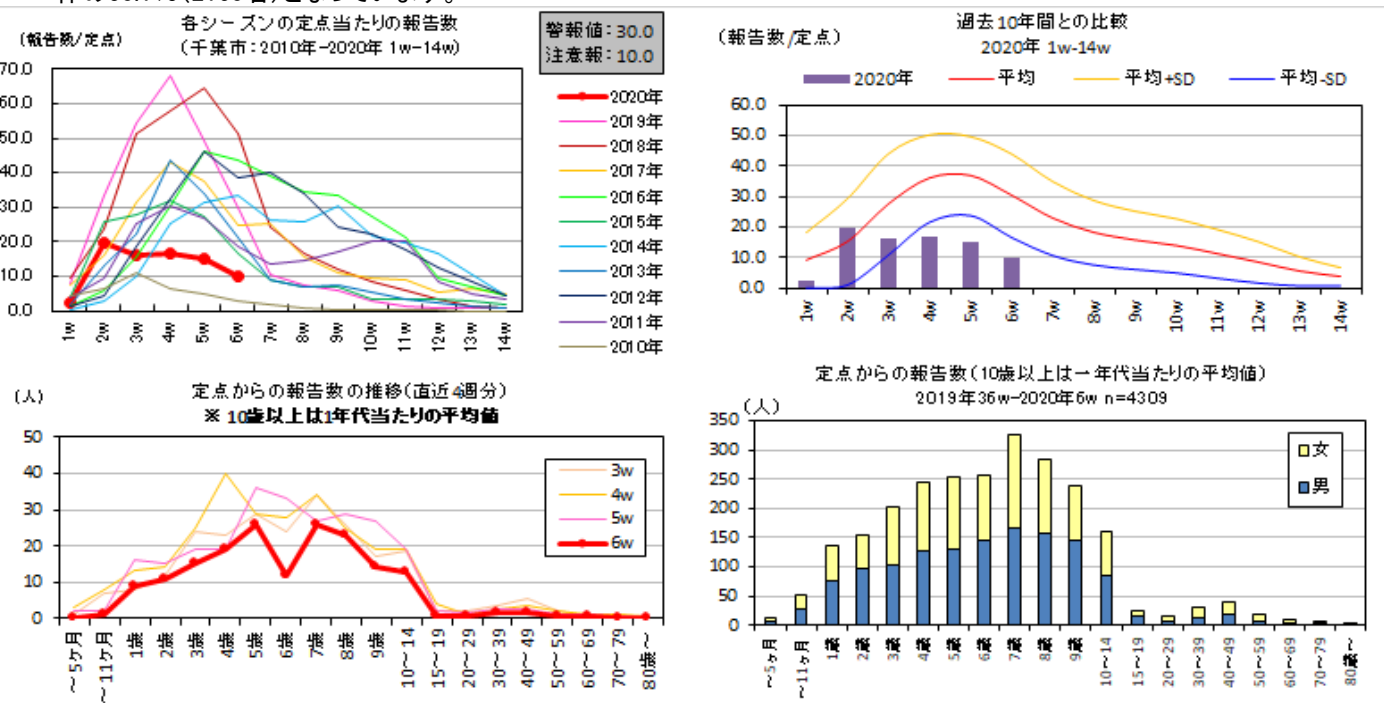 各シーズンの定点当たりの報告数
(報告数/定点)
(千葉市:2010年-2020年 1w-14w)
警報値:30.0
注意報:10.0
70.0
60.0
50.0
40.0
30.0
20.0
10.0
0.0
1w
2w
3w
4w
5w
6w
7w
8w
9w
10w
11w
12w
13w
14w
2020年
2019年
2018年
2017年
2016年
2015年
2014年
2013年
2012年
2011年
2010年
過去10年間との比較
(報告数/定点)
2020年 1w-14w
2020年
平均
平均+SD
平均-SD
60.0
50.0
40.0
30.0
20.0
10.0
0.0
1w
2w
3w
4w
5w
6w
7w
8w
9w
10w
11w
12w
13w
14w
定点からの報告数の推移(直近4週分)
(人)
※ 10歳以上は1年代当たりの平均値
50
40
30
20
10
0
3w
4w
5w
6w
~5ヶ月
~11ヶ月
1歳
2歳
3歳
4歳
5歳
6歳
7歳
8歳
9歳
10~14
15~19
20~29
30~39
40~49
50~59
60~69
70~79
80歳~
定点からの報告数(10歳以上は一年代当たりの平均値)
2019年36w-2020年6w n=4309
(人)
350
300
250
200
150
100
50
0
女
男
~5ヶ月
~11ヶ月
1歳
2歳
3歳
4歳
5歳
6歳
7歳
8歳
9歳
10~14
15~19
20~29
30~39
40~49
50~59
60~69
70~79
80歳~